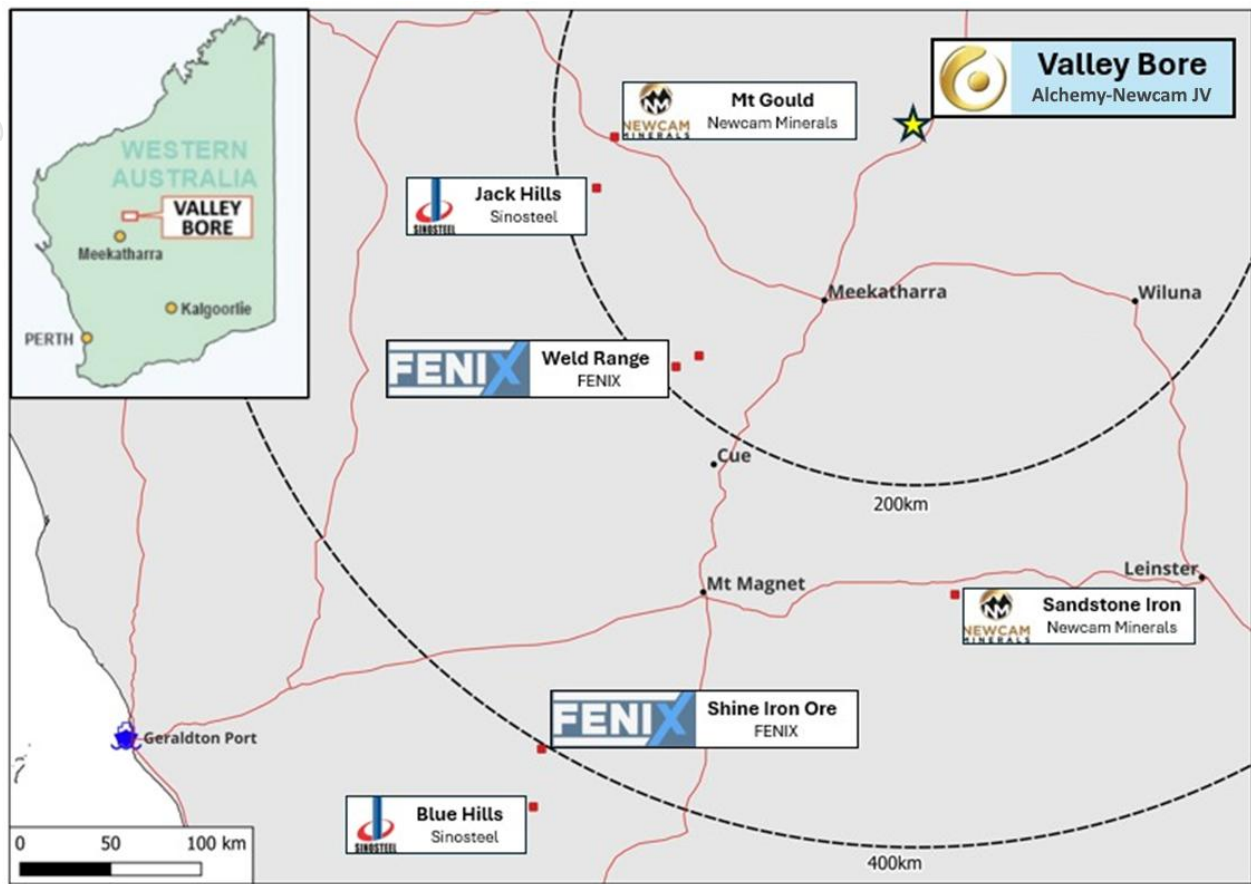 WESTERN
AUSTRALIA
VALLEY
BORE
Meekatharra
Kalgoorlie
PERTH
Valley Bore
Alchemy-Newcam JV
NEWCAM
MINERALS
Mt Gould
Newcam Minerals
SINOSTEEL
Jack Hills
Sinosteel
Meekatharra
Wiluna
FENIX
Weld Range
FENIX
Cue
200km
Leinster
Mt Magnet
NEWCAM
MINERALS
Sandstone Iron
Newcam Minerals
FENIX
Shine Iron Ore
FENIX
Geraldton Port
SINOSTEEL
Blue Hills
Sinosteel
0 50 100 km
400km